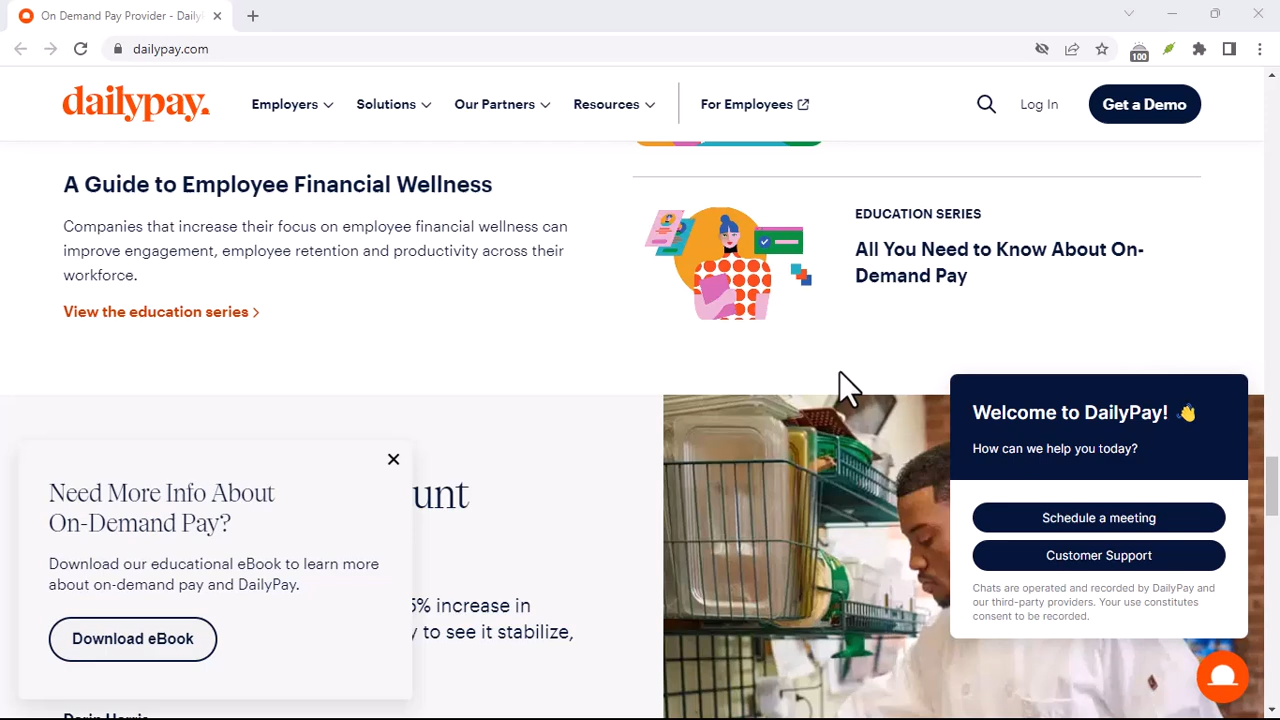 On Demand Pay Provider - Daily
dailypay.com
100
dailypay.
Employers
Solutions
Our Partners
Resources
For Employees
Log In
Get a Demo
A Guide to Employee Financial Wellness
Companies that increase their focus on employee financial wellness can
improve engagement, employee retention and productivity across their
workforce.
View the education series
EDUCATION SERIES
All You Need to Know About On-
Demand Pay
Need More Info About
On-Demand Pay?
Download our educational eBook to learn more
about on-demand pay and DailyPay.
Download eBook
unt
5% increase in
y to see it stabilize,
Darin Harris
Welcome to DailyPay! 👋
How can we help you today?
Schedule a meeting
Customer Support
Chats are operated and recorded by DailyPay and
our third-party providers. Your use constitutes
consent to be recorded.